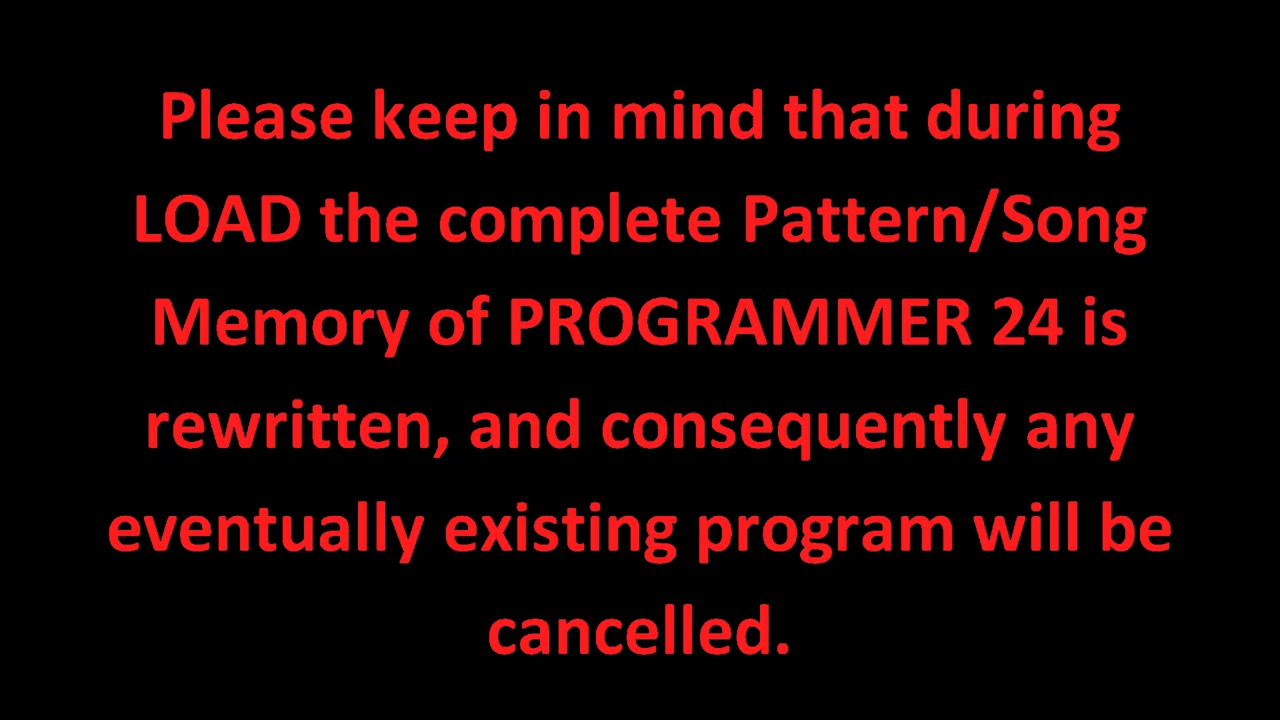 Please keep in mind that during
LOAD the complete Pattern/Song
Memory of PROGRAMMER 24 is
rewritten, and consequently any
eventually existing program will be
cancelled.